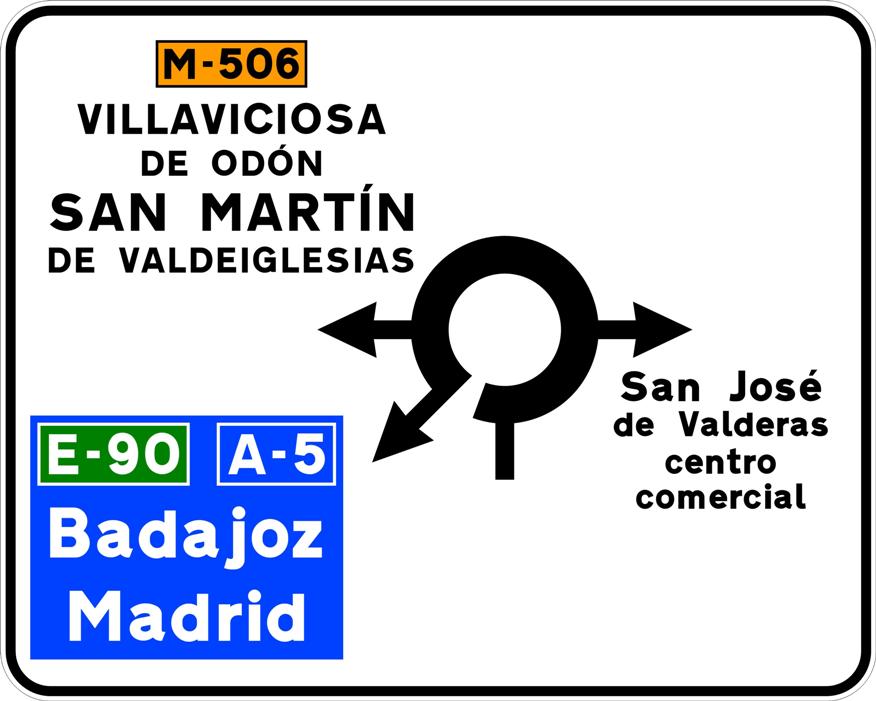 M-506
VILLAVICIOSA
DE ODÓN
SAN MARTÍN
DE VALDEIGLESIAS
San José
de Valderas
centro
comercial
E-90 A-5
Badajoz
Madrid